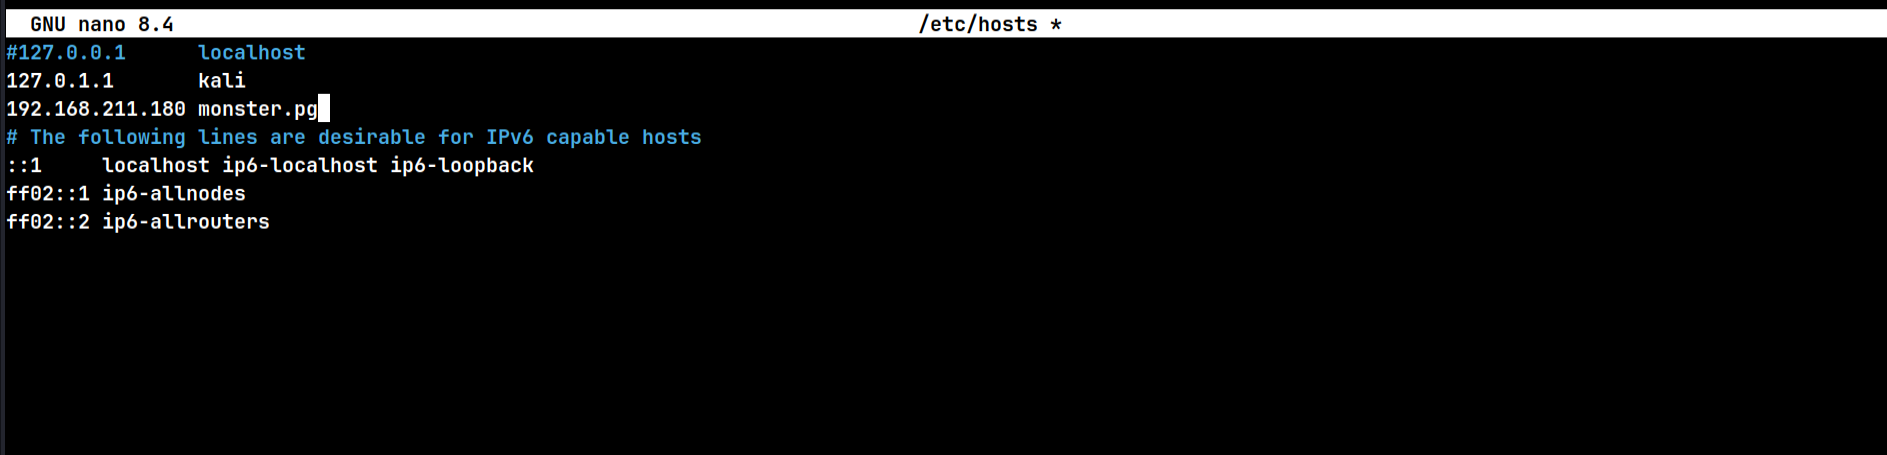 GNU nano 8.4 /etc/hosts *
#127.0.0.1 localhost
127.0.1.1 kali
192.168.211.180 monster.pg
# The following lines are desirable for IPv6 capable hosts
::1 localhost ip6-localhost ip6-loopback
ff02::1 ip6-allnodes
ff02::2 ip6-allrouters